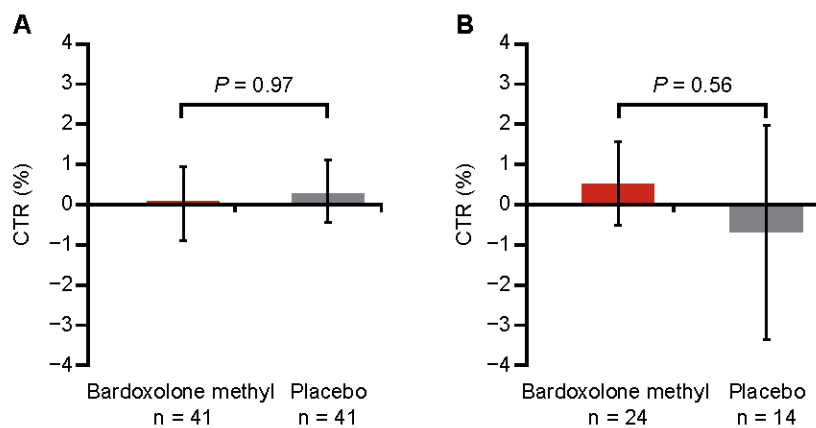 A
4
3
2
1
0
−1
−2
−3
−4
CTR (%)
P = 0.97
Bardoxolone methyl
n = 41
Placebo
n = 41
B
4
3
2
1
0
−1
−2
−3
−4
CTR (%)
P = 0.56
Bardoxolone methyl
n = 24
Placebo
n = 14